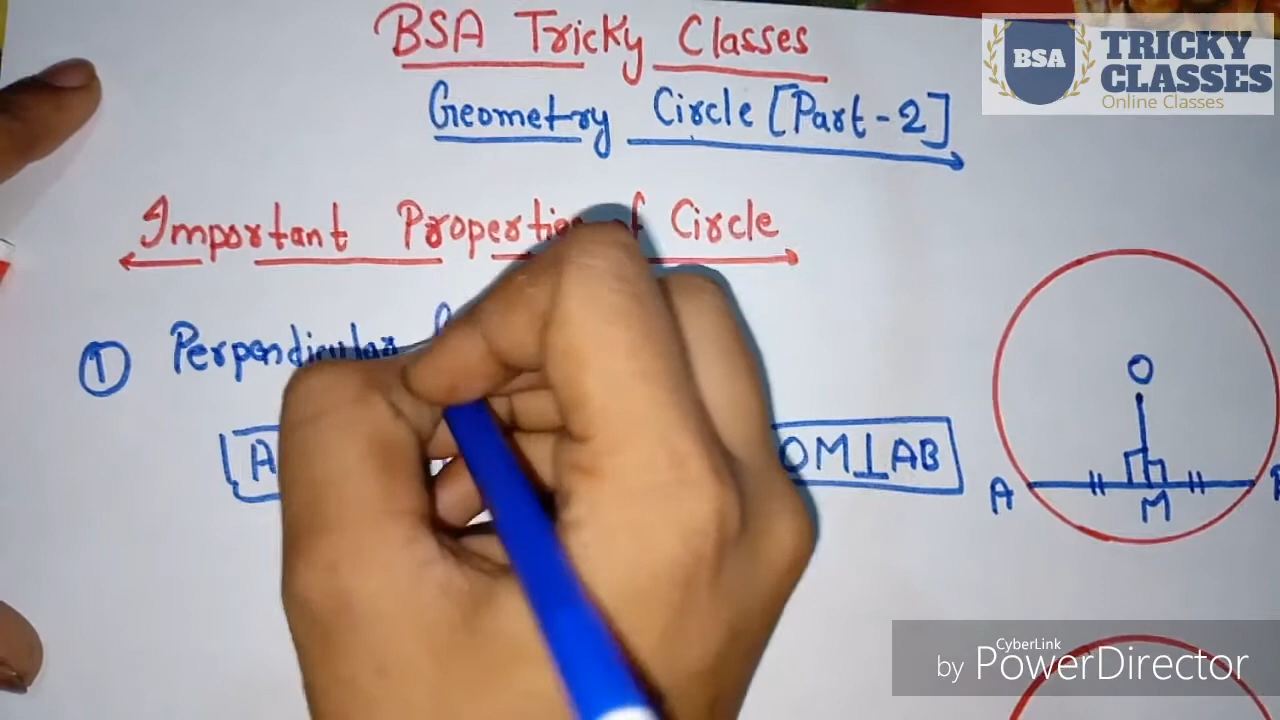 BSA Tricky Classes
BSA
TRICKY
CLASSES
Online Classes
Geometry Circle [Part-2]
Important of Circle
① Perpendicular
OM⊥AB
O
A
M
CyberLink
by PowerDirector